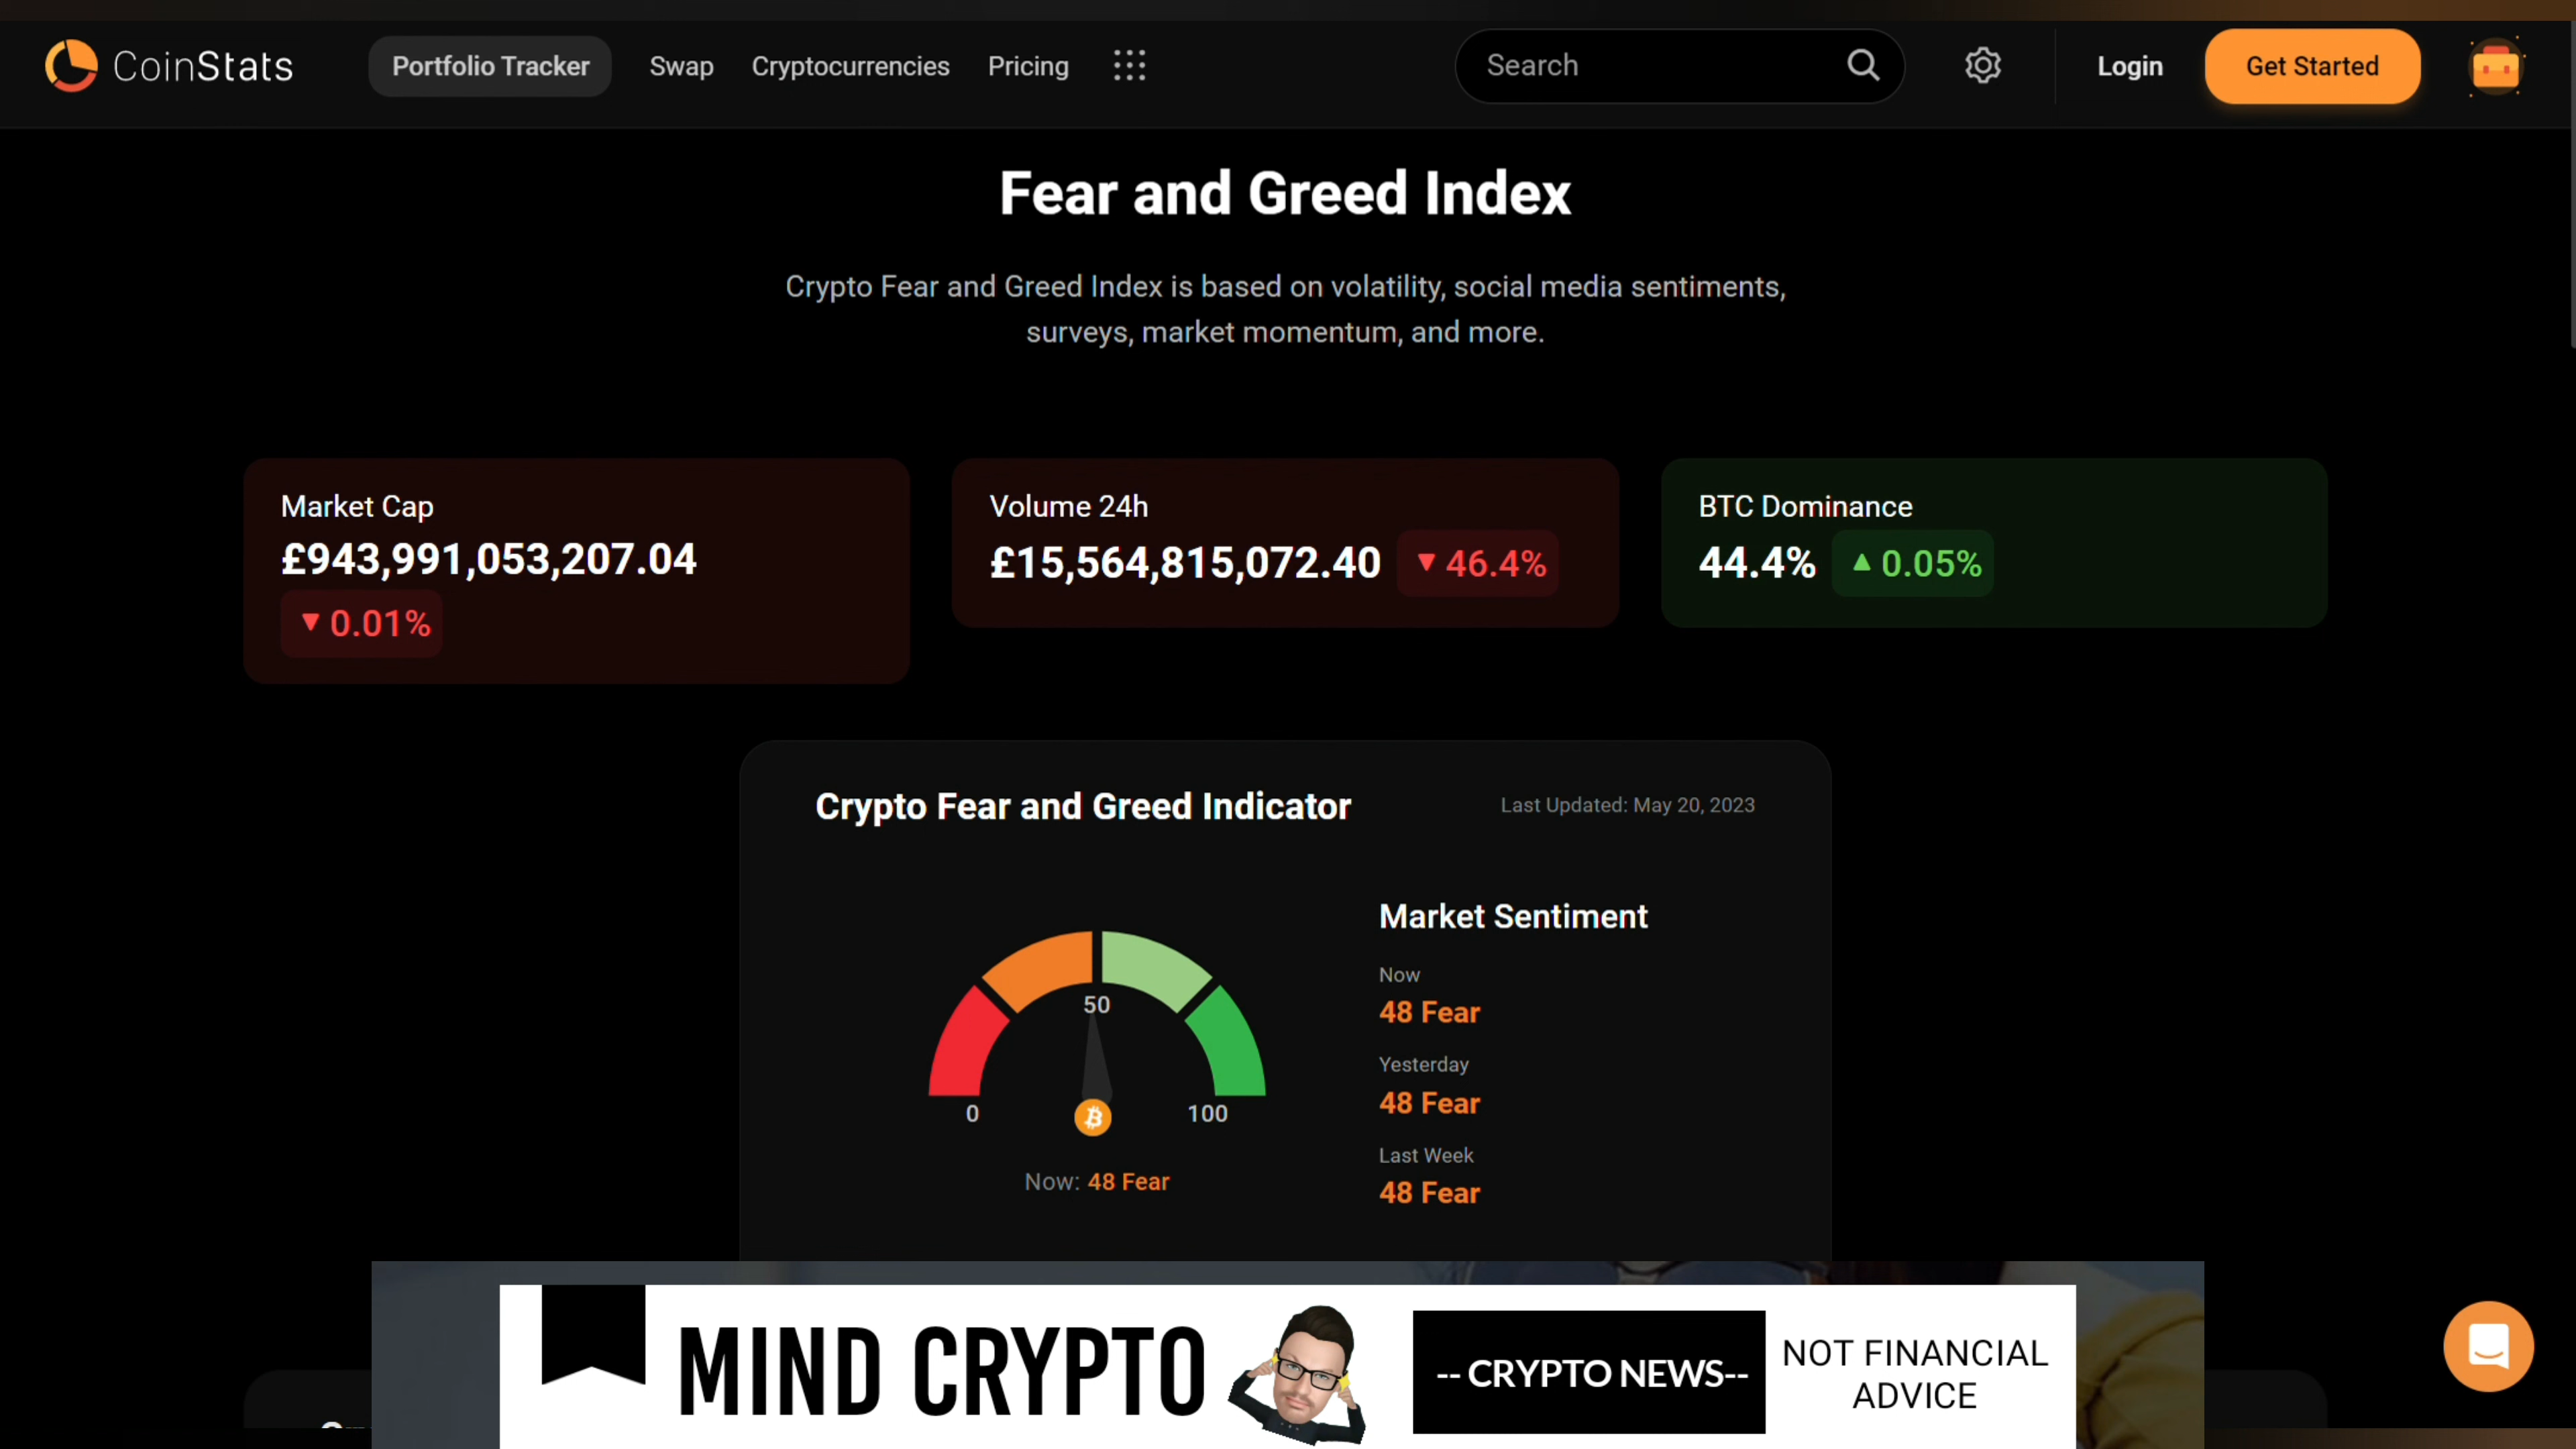 CoinStats
Portfolio Tracker
Swap
Cryptocurrencies
Pricing
Search
Login
Get Started
Fear and Greed Index
Crypto Fear and Greed Index is based on volatility, social media sentiments,
surveys, market momentum, and more.
Market Cap
£943,991,053,207.04
▼ 0.01%
Volume 24h
£15,564,815,072.40 ▼ 46.4%
BTC Dominance
44.4% ▲ 0.05%
Crypto Fear and Greed Indicator
Last Updated: May 20, 2023
50
0
100
Now: 48 Fear
Market Sentiment
Now
48 Fear
Yesterday
48 Fear
Last Week
48 Fear
MIND CRYPTO
-- CRYPTO NEWS--
NOT FINANCIAL
ADVICE